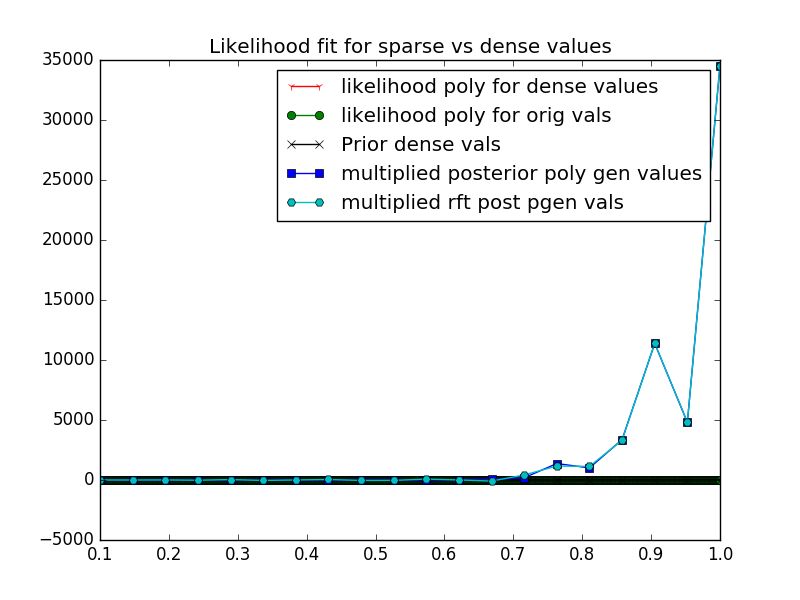 Likelihood fit for sparse vs dense values
35000
30000
25000
20000
15000
10000
5000
0
−5000
likelihood poly for dense values
likelihood poly for orig vals
Prior dense vals
multiplied posterior poly gen values
multiplied rft post pgen vals
0.1 0.2 0.3 0.4 0.5 0.6 0.7 0.8 0.9 1.0